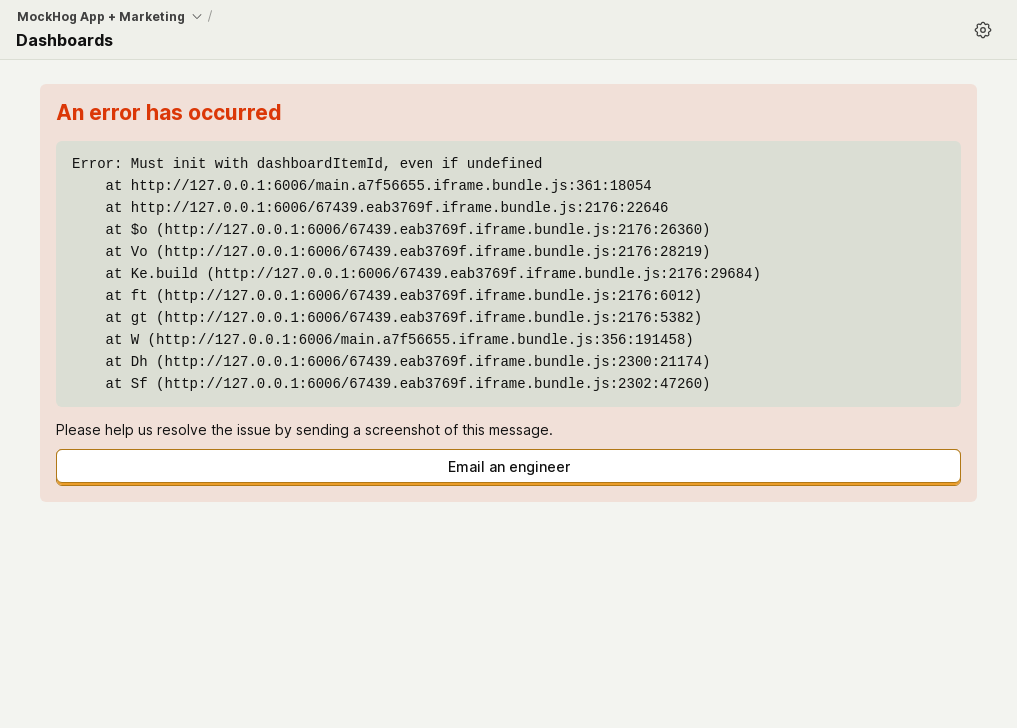 MockHog App + Marketing /
Dashboards
An error has occurred
Error: Must init with dashboardItemId, even if undefined
    at http://127.0.0.1:6006/main.a7f56655.iframe.bundle.js:361:18054
    at http://127.0.0.1:6006/67439.eab3769f.iframe.bundle.js:2176:22646
    at $o (http://127.0.0.1:6006/67439.eab3769f.iframe.bundle.js:2176:26360)
    at Vo (http://127.0.0.1:6006/67439.eab3769f.iframe.bundle.js:2176:28219)
    at Ke.build (http://127.0.0.1:6006/67439.eab3769f.iframe.bundle.js:2176:29684)
    at ft (http://127.0.0.1:6006/67439.eab3769f.iframe.bundle.js:2176:6012)
    at gt (http://127.0.0.1:6006/67439.eab3769f.iframe.bundle.js:2176:5382)
    at W (http://127.0.0.1:6006/main.a7f56655.iframe.bundle.js:356:191458)
    at Dh (http://127.0.0.1:6006/67439.eab3769f.iframe.bundle.js:2300:21174)
    at Sf (http://127.0.0.1:6006/67439.eab3769f.iframe.bundle.js:2302:47260)
Please help us resolve the issue by sending a screenshot of this message.
Email an engineer